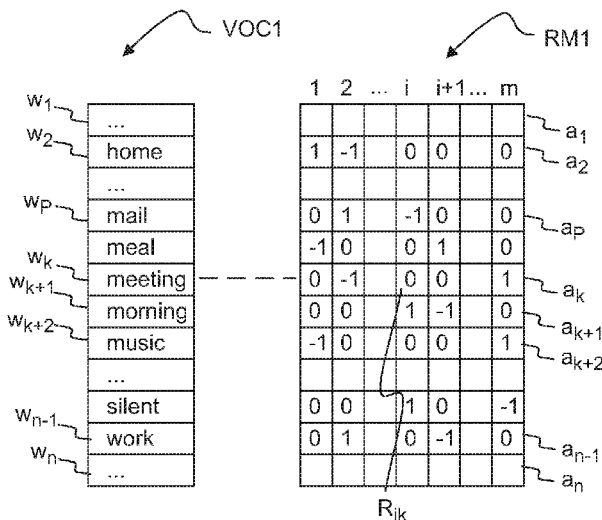 VOC1
RM1
1 2 ... i i+1 ... m
w1 ... a1
w2 home 1 -1 0 0 0 a2
...
wP mail 0 1 -1 0 0 aP
meal -1 0 0 1 0
wk meeting 0 -1 0 0 1 ak
wk+1 morning 0 0 1 -1 0 ak+1
wk+2 music -1 0 0 0 1 ak+2
...
silent 0 0 1 0 -1
wn-1 work 0 1 0 -1 0 an-1
wn ... an
Rik